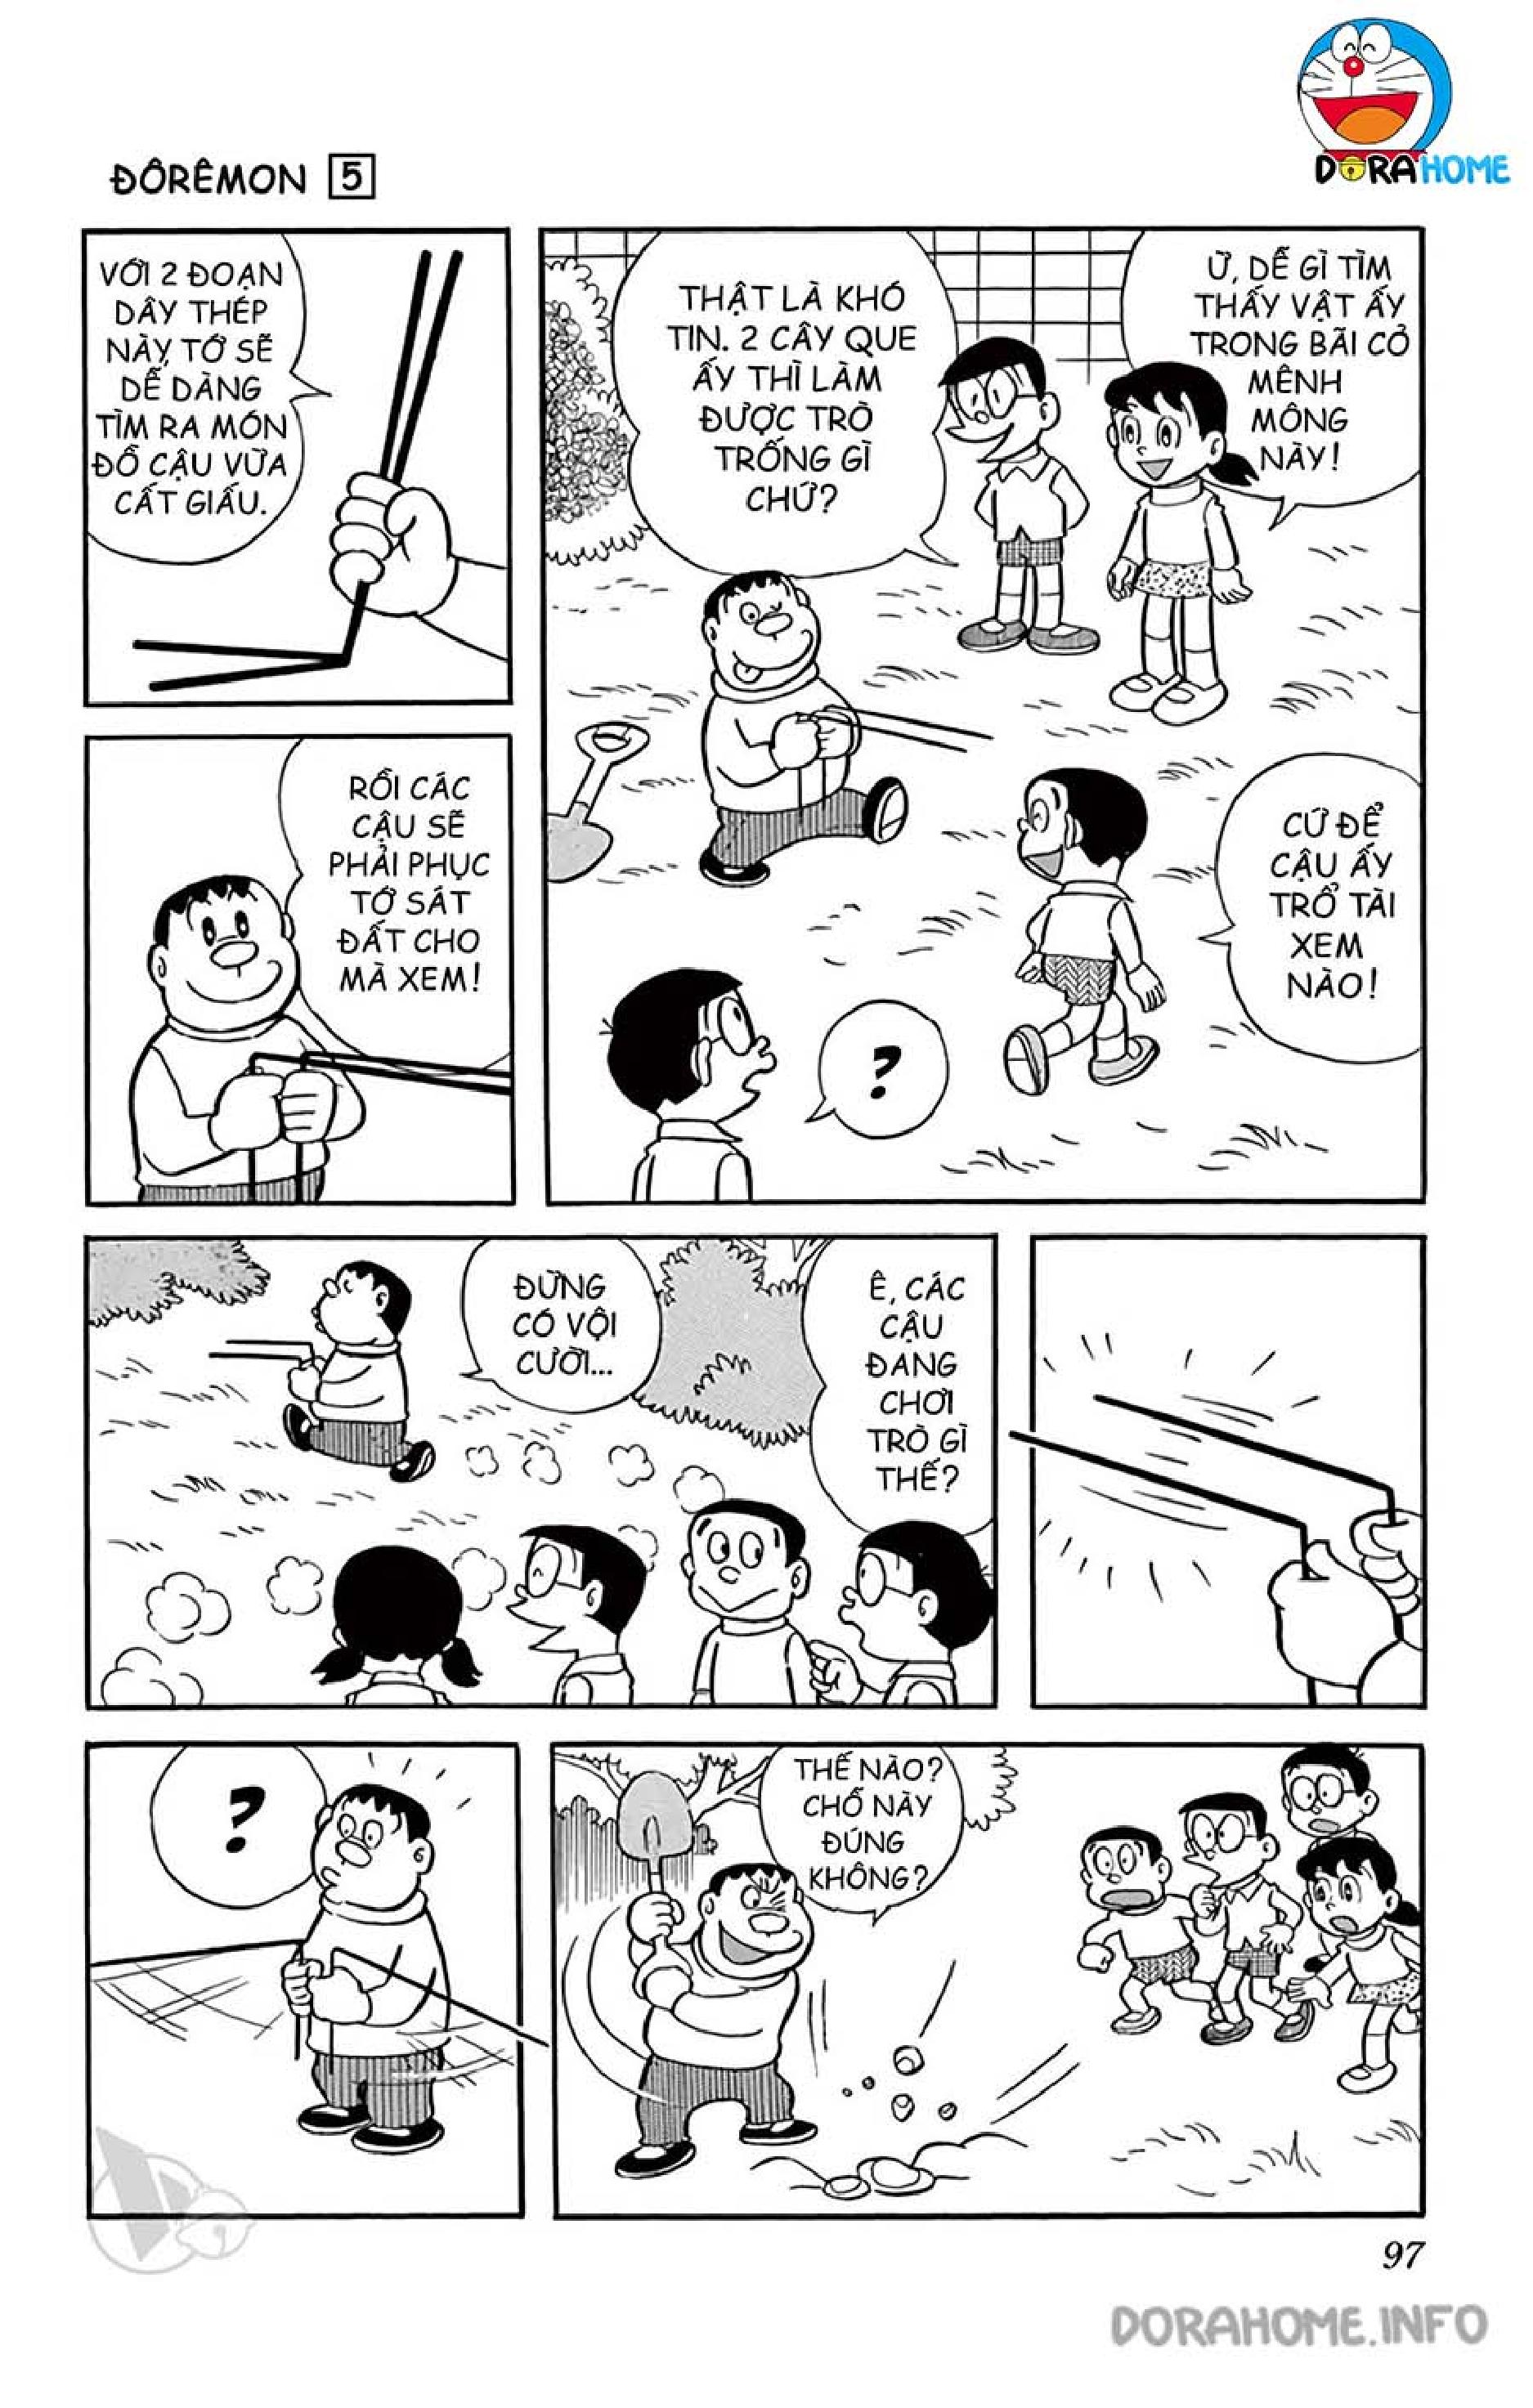 DORAHOME
ĐÔRÊMON 5
VỚI 2 ĐOẠN
DÂY THÉP
NÀY, TỚ SẼ
DỄ DÀNG
TÌM RA MÓN
ĐỒ CẬU VỪA
CẤT GIẤU.
RỒI CÁC
CẬU SẼ
PHẢI PHỤC
TỚ SÁT
ĐẤT CHO
MÀ XEM!
THẬT LÀ KHÓ
TIN. 2 CÂY QUE
ẤY THÌ LÀM
ĐƯỢC TRÒ
TRỐNG GÌ
CHỨ?
Ừ, DỄ GÌ TÌM
THẤY VẬT ẤY
TRONG BÃI CỎ
MÊNH
MÔNG
NÀY!
CỨ ĐỂ
CẬU ẤY
TRỔ TÀI
XEM
NÀO!
?
ĐỪNG
CÓ VỘI
CƯỜI...
Ê, CÁC
CẬU
ĐANG
CHƠI
TRÒ GÌ
THẾ?
?
THẾ NÀO?
CHỖ NÀY
ĐÚNG
KHÔNG?
97
DORAHOME.INFO